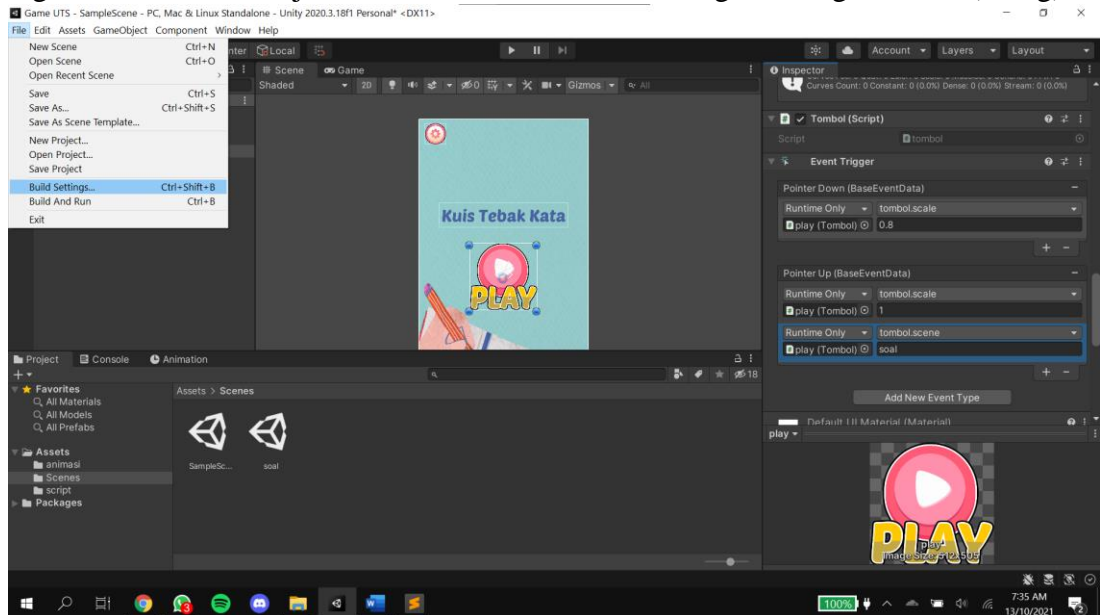 Game UTS - SampleScene - PC, Mac & Linux Standalone - Unity 2020.3.18f1 Personal* <DX11>
File Edit Assets GameObject Component Window Help
New Scene Ctrl+N
Open Scene Ctrl+O
Open Recent Scene >
Save Ctrl+S
Save As... Ctrl+Shift+S
Save As Scene Template...
New Project...
Open Project...
Save Project
Build Settings... Ctrl+Shift+B
Build And Run Ctrl+B
Exit
Local
Account
Layers
Layout
Scene Game
Shaded 2D 0 Gizmos All
Kuis Tebak Kata
PLAY
Inspector
Curves Count: 0 Constant: 0 (0.0%) Dense: 0 (0.0%) Stream: 0 (0.0%)
Tombol (Script)
Script tombol
Event Trigger
Pointer Down (BaseEventData)
Runtime Only tombol.scale
play (Tombol) 0.8
+ -
Pointer Up (BaseEventData)
Runtime Only tombol.scale
play (Tombol) 1
Runtime Only tombol.scene
play (Tombol) soal
+ -
Add New Event Type
Default UI Material (Material)
play
PLAY
play
Image Size: 512x505
Project Console Animation
18
Favorites
All Materials
All Models
All Prefabs
Assets
animasi
Scenes
script
Packages
Assets > Scenes
SampleSc... soal
100%
7:35 AM
13/10/2021